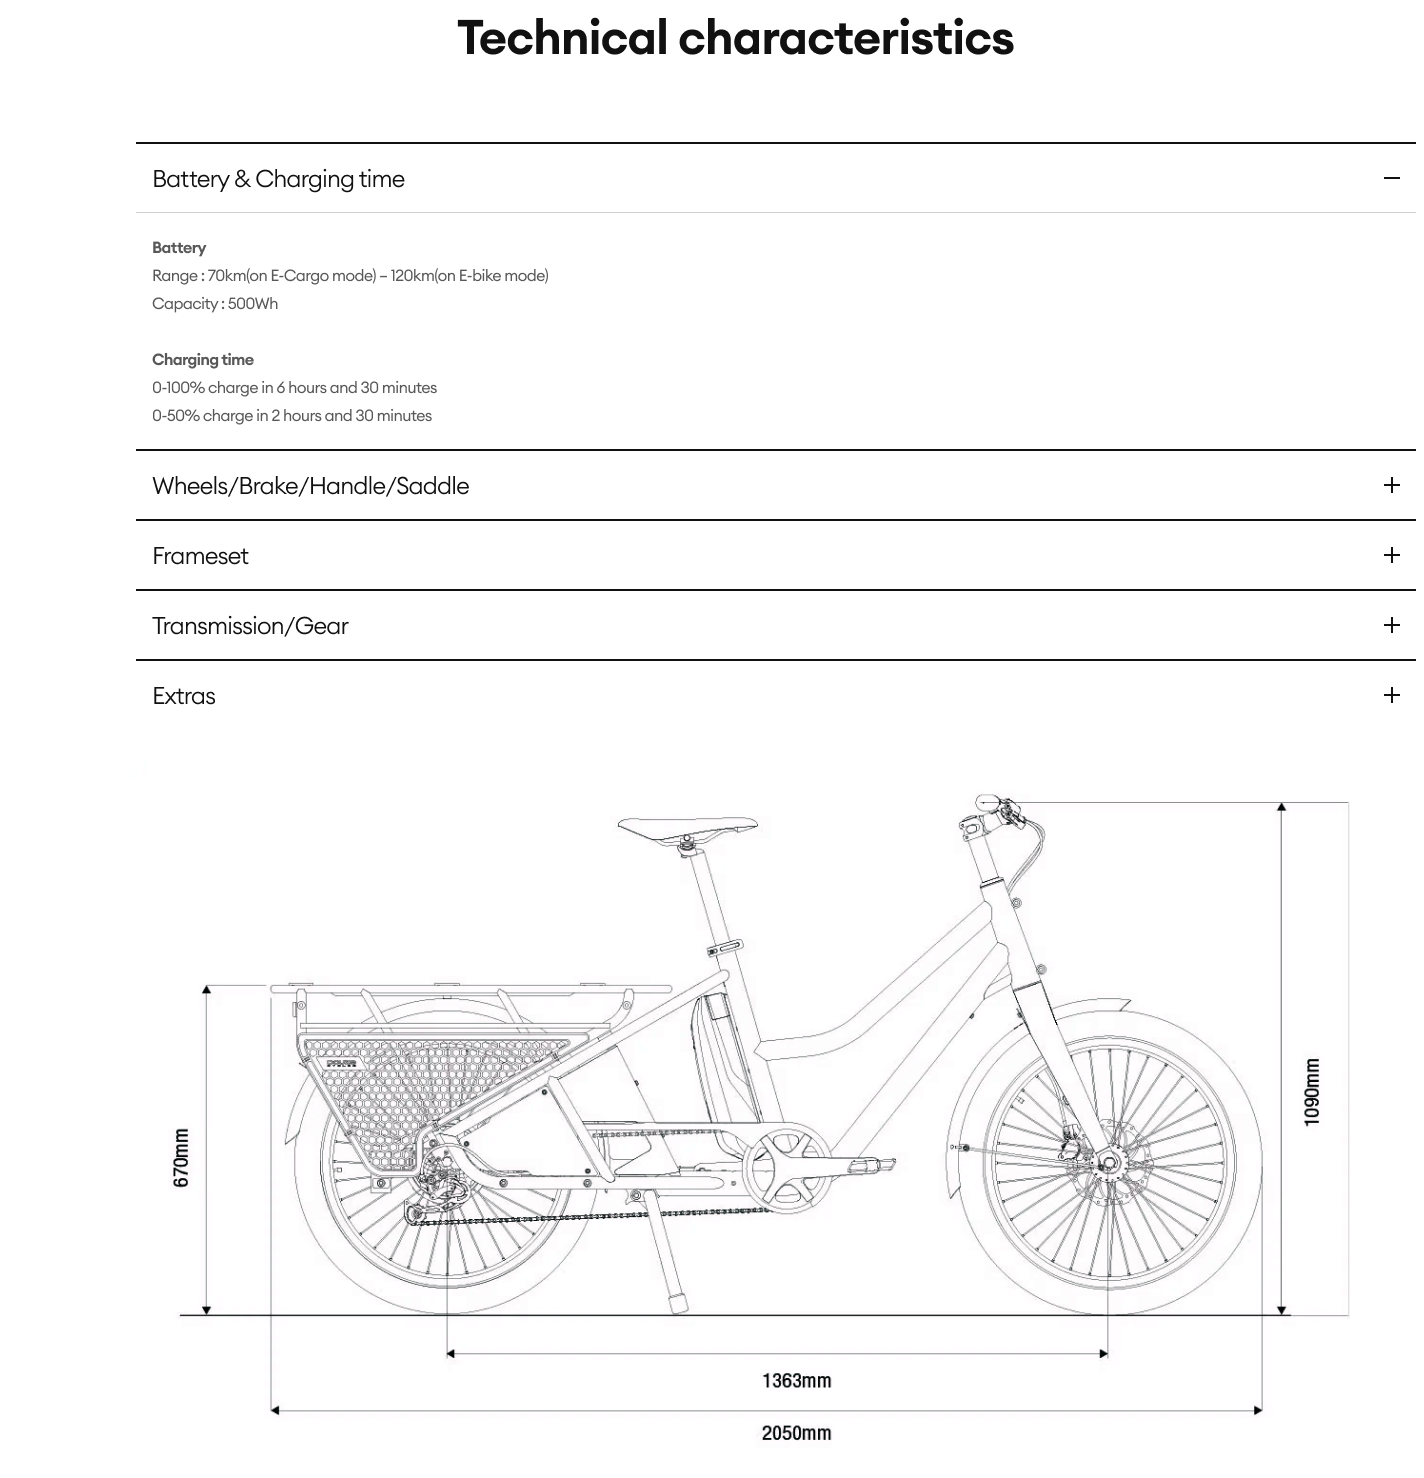 Technical characteristics
Battery & Charging time
Battery
Range : 70km(on E-Cargo mode) – 120km(on E-bike mode)
Capacity : 500Wh
Charging time
0-100% charge in 6 hours and 30 minutes
0-50% charge in 2 hours and 30 minutes
Wheels/Brake/Handle/Saddle
Frameset
Transmission/Gear
Extras
670mm
1090mm
1363mm
2050mm